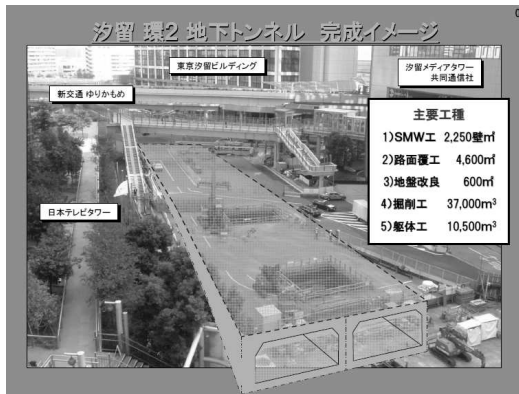 汐留 環2 地下トンネル 完成イメージ
東京汐留ビルディング
汐留メディアタワー
共同通信社
新交通 ゆりかもめ
日本テレビタワー
主要工種
1)SMW工 2,250壁㎡
2)路面覆工 4,600㎡
3)地盤改良 600㎡
4)掘削工 37,000m³
5)躯体工 10,500m³